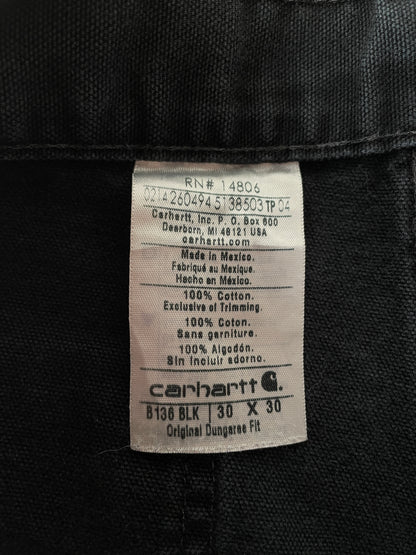 RN# 14806
0214260494 5138503 TP 04
Carhartt, Inc. P. O. Box 600
Dearborn, MI 48121 USA
carhartt.com
Made in Mexico.
Fabriqué au Mexique.
Hecho en México.
100% Cotton.
Exclusive of Trimming.
100% Coton.
Sans garniture.
100% Algodón.
Sin incluir adorno.
carhartt
B136 BLK | 30 X 30
Original Dungaree Fit